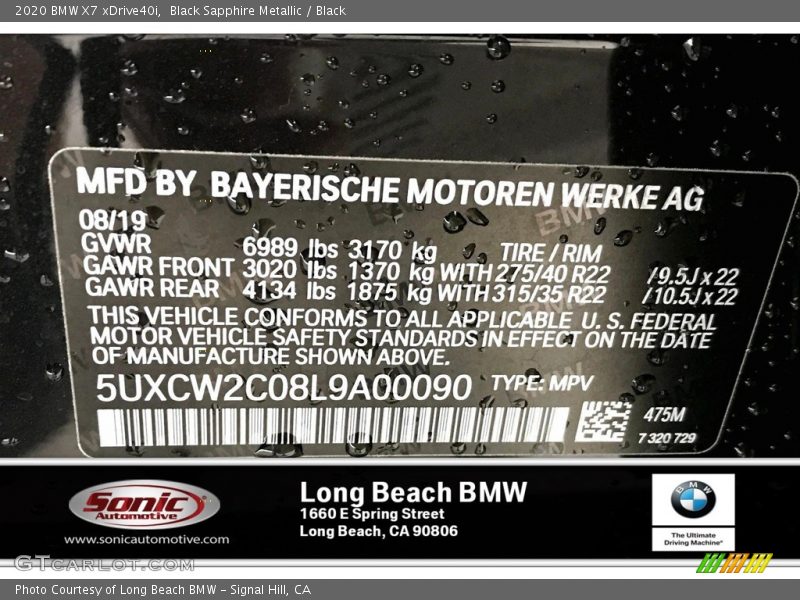 2020 BMW X7 xDrive40i,  Black Sapphire Metallic / Black
MFD BY BAYERISCHE MOTOREN WERKE AG
08/19
GVWR 6989 lbs 3170 kg TIRE / RIM
GAWR FRONT 3020 lbs 1370 kg WITH 275/40 R22 /9.5J x 22
GAWR REAR 4134 lbs 1875 kg WITH 315/35 R22 /10.5J x 22
THIS VEHICLE CONFORMS TO ALL APPLICABLE U. S. FEDERAL
MOTOR VEHICLE SAFETY STANDARDS IN EFFECT ON THE DATE
OF MANUFACTURE SHOWN ABOVE.
5UXCW2C08L9A00090 TYPE: MPV
475M
7 320 729
Sonic
Automotive
www.sonicautomotive.com
Long Beach BMW
1660 E Spring Street
Long Beach, CA 90806
BMW
The Ultimate
Driving Machine®
GTcarlot.com
Photo Courtesy of Long Beach BMW – Signal Hill, CA